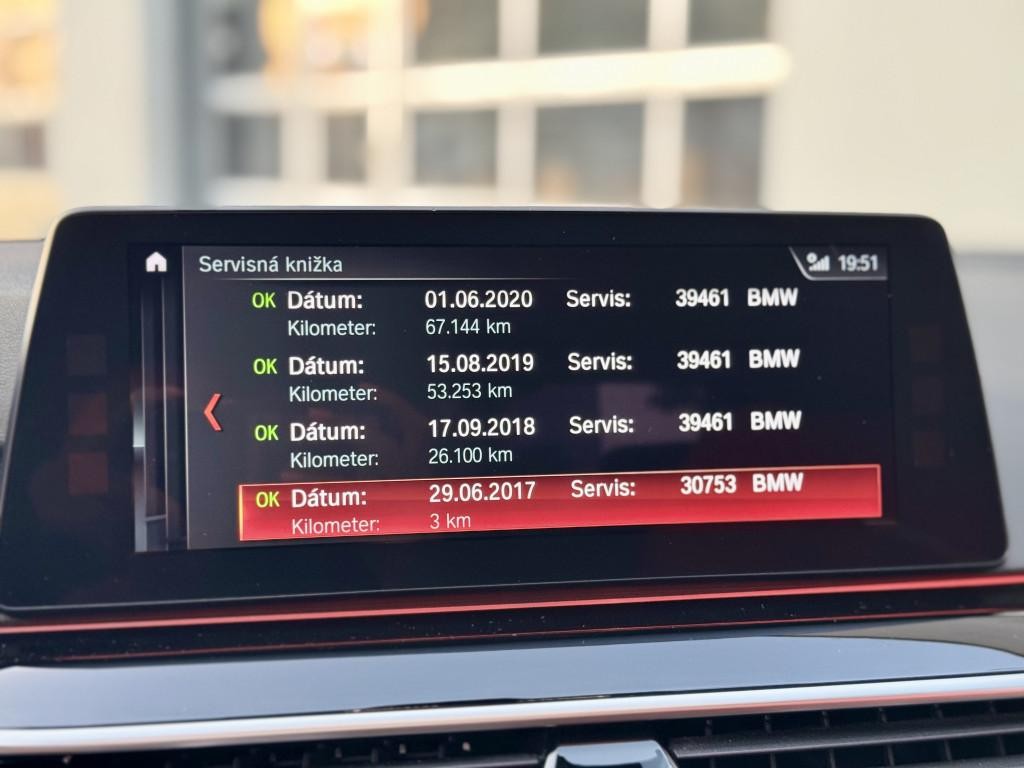 Servisná knižka 19:51
OK Dátum: 01.06.2020 Servis: 39461 BMW
Kilometer: 67.144 km
OK Dátum: 15.08.2019 Servis: 39461 BMW
Kilometer: 53.253 km
OK Dátum: 17.09.2018 Servis: 39461 BMW
Kilometer: 26.100 km
OK Dátum: 29.06.2017 Servis: 30753 BMW
Kilometer: 3 km